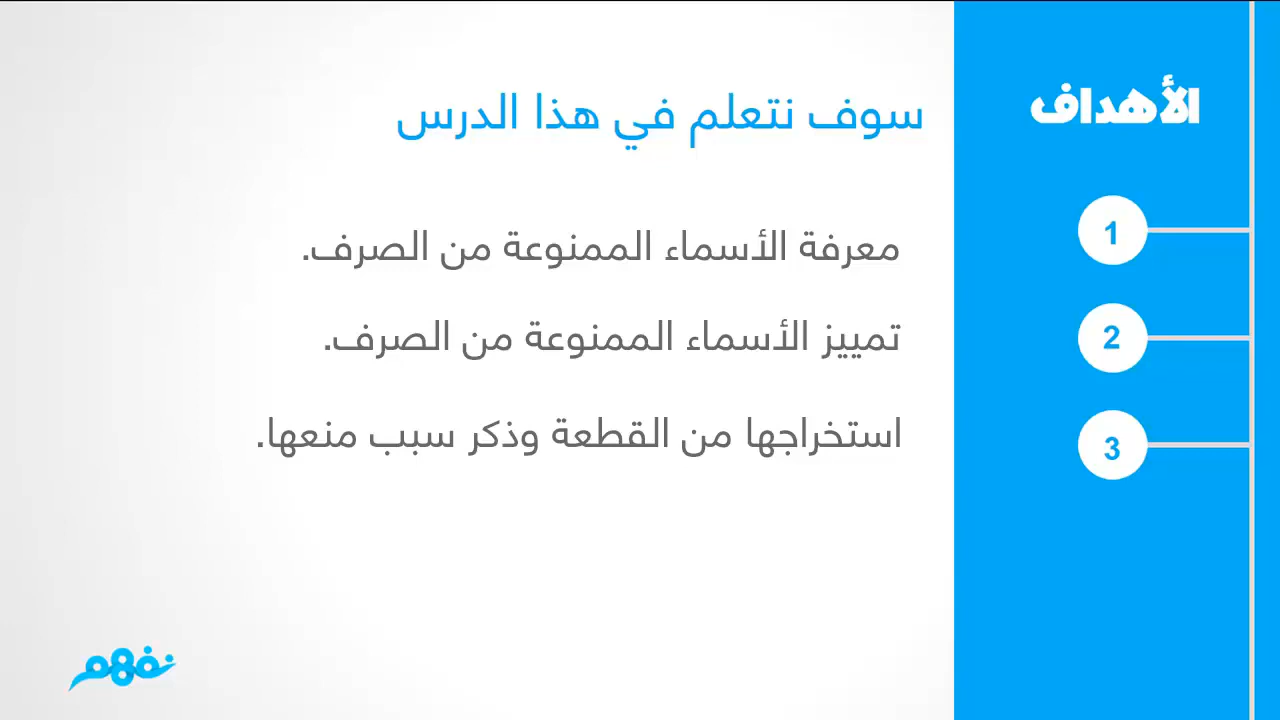 الأهداف
سوف نتعلم في هذا الدرس
1
معرفة الأسماء الممنوعة من الصرف.
2
تمييز الأسماء الممنوعة من الصرف.
3
استخراجها من القطعة وذكر سبب منعها.
نفهم